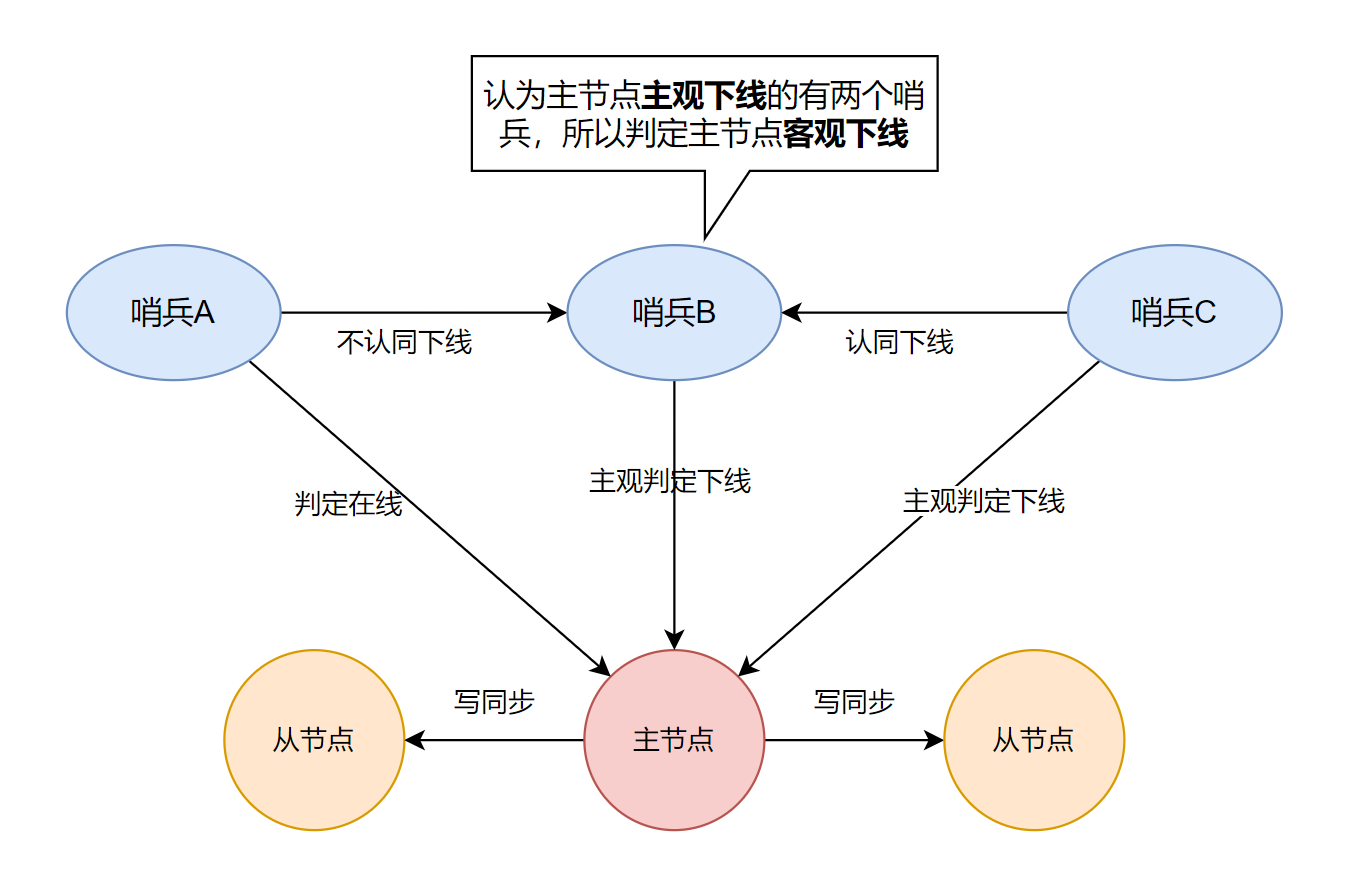 认为主节点主观下线的有两个哨
兵，所以判定主节点客观下线
哨兵A
哨兵B
哨兵C
不认同下线
认同下线
判定在线
主观判定下线
主观判定下线
写同步
写同步
从节点
主节点
从节点